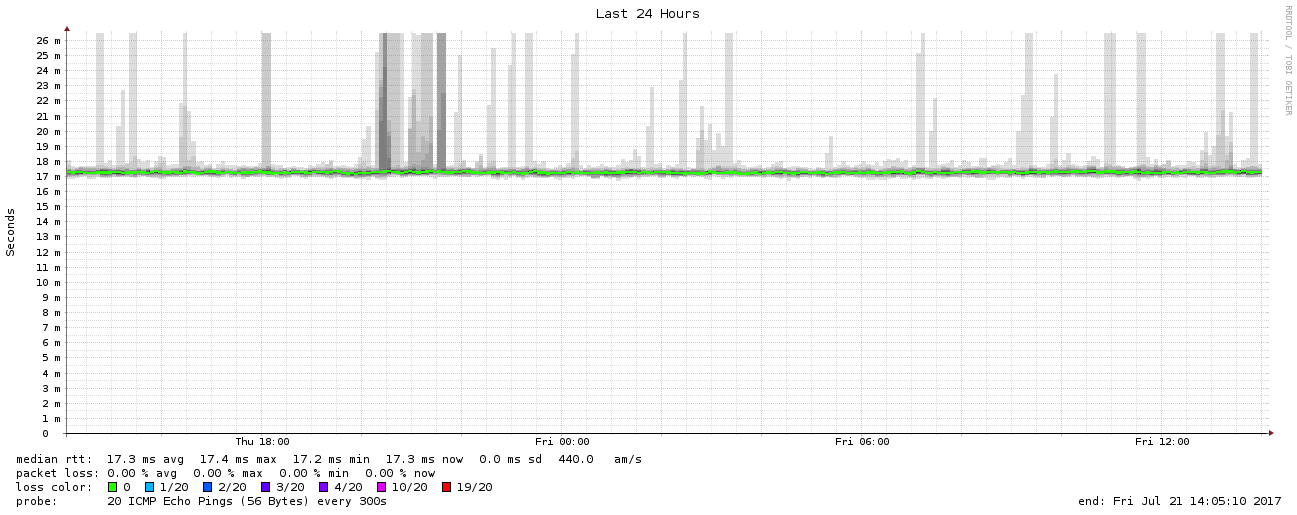 Last 24 Hours
RRDTOOL / TOBI OETIKER
26 m
25 m
24 m
23 m
22 m
21 m
20 m
19 m
18 m
17 m
16 m
15 m
14 m
13 m
12 m
11 m
10 m
9 m
8 m
7 m
6 m
5 m
4 m
3 m
2 m
1 m
0
Seconds
Thu 18:00 Fri 00:00 Fri 06:00 Fri 12:00
median rtt: 17.3 ms avg 17.4 ms max 17.2 ms min 17.3 ms now 0.0 ms sd 440.0 am/s
packet loss: 0.00 % avg 0.00 % max 0.00 % min 0.00 % now
loss color: 0 1/20 2/20 3/20 4/20 10/20 19/20
probe: 20 ICMP Echo Pings (56 Bytes) every 300s end: Fri Jul 21 14:05:10 2017